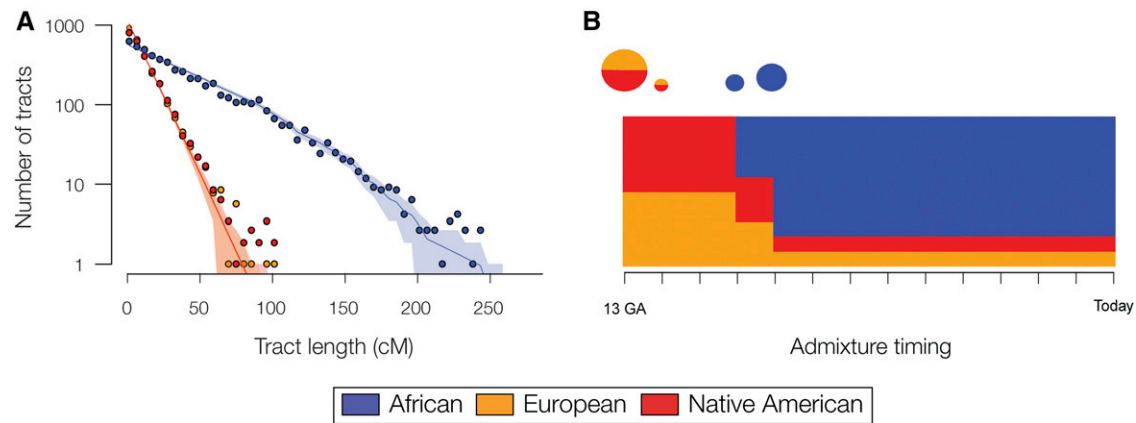 A
B
Number of tracts
1000
100
10
1
0
50
100
150
200
250
Tract length (cM)
13 GA
Today
Admixture timing
African European Native American